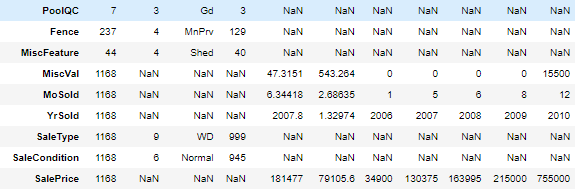 PoolQC 7 3 Gd 3 NaN NaN NaN NaN NaN NaN NaN
Fence 237 4 MnPrv 129 NaN NaN NaN NaN NaN NaN NaN
MiscFeature 44 4 Shed 40 NaN NaN NaN NaN NaN NaN NaN
MiscVal 1168 NaN NaN NaN 47.3151 543.264 0 0 0 0 15500
MoSold 1168 NaN NaN NaN 6.34418 2.68635 1 5 6 8 12
YrSold 1168 NaN NaN NaN 2007.8 1.32974 2006 2007 2008 2009 2010
SaleType 1168 9 WD 999 NaN NaN NaN NaN NaN NaN NaN
SaleCondition 1168 6 Normal 945 NaN NaN NaN NaN NaN NaN NaN
SalePrice 1168 NaN NaN NaN 181477 79105.6 34900 130375 163995 215000 755000